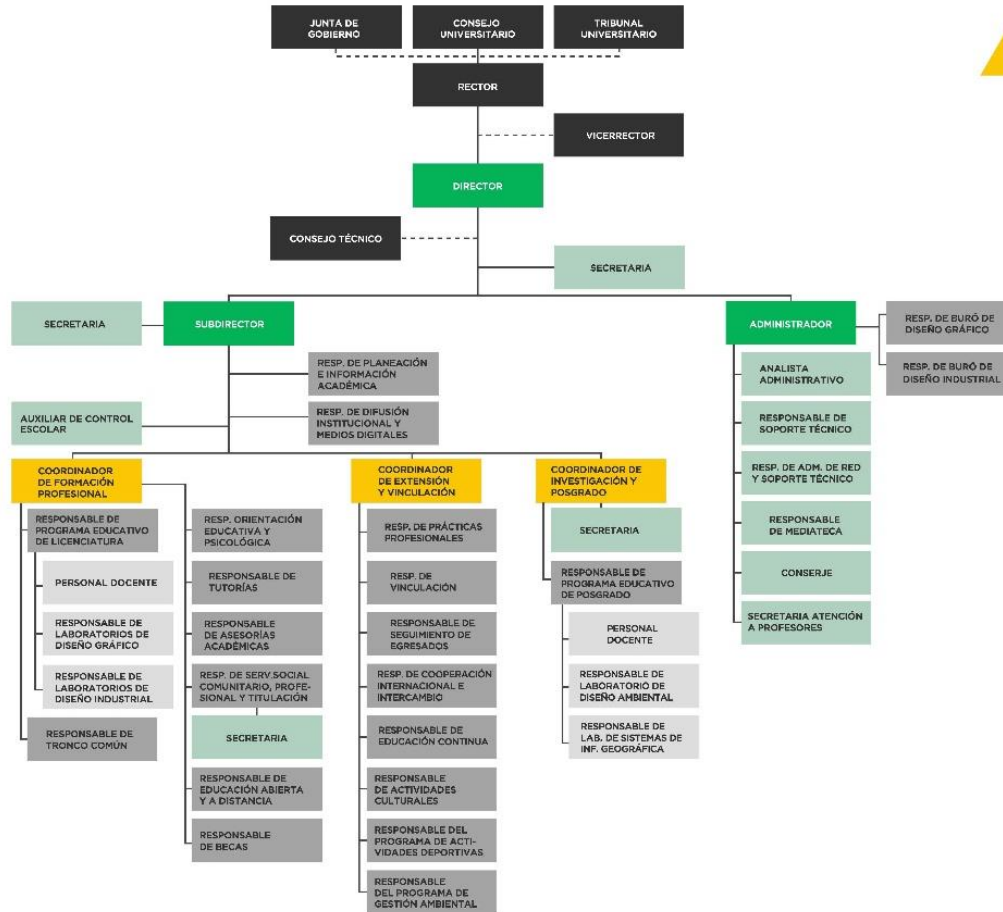 JUNTA DE
GOBIERNO
CONSEJO
UNIVERSITARIO
TRIBUNAL
UNIVERSITARIO
RECTOR
VICERRECTOR
DIRECTOR
CONSEJO TÉCNICO
SECRETARIA
SECRETARIA
SUBDIRECTOR
ADMINISTRADOR
RESP. DE BURÓ DE
DISEÑO GRÁFICO
RESP. DE BURÓ DE
DISEÑO INDUSTRIAL
RESP. DE PLANEACIÓN
E INFORMACIÓN
ACADÉMICA
AUXILIAR DE CONTROL
ESCOLAR
RESP. DE DIFUSIÓN
INSTITUCIONAL Y
MEDIOS DIGITALES
COORDINADOR
DE FORMACIÓN
PROFESIONAL
RESPONSABLE DE
PROGRAMA EDUCATIVO
DE LICENCIATURA
PERSONAL DOCENTE
RESPONSABLE
DE LABORATORIOS DE
DISEÑO GRÁFICO
RESPONSABLE DE
LABORATORIOS DE
DISEÑO INDUSTRIAL
RESPONSABLE DE
TRONCO COMÚN
RESP. ORIENTACIÓN
EDUCATIVA Y
PSICOLÓGICA
RESPONSABLE DE
TUTORÍAS
RESPONSABLE
DE ASESORÍAS
ACADÉMICAS
RESP. DE SERV.SOCIAL
COMUNITARIO, PROFE-
SIONAL Y TITULACIÓN
SECRETARIA
RESPONSABLE DE
EDUCACIÓN ABIERTA
Y A DISTANCIA
RESPONSABLE
DE BECAS
COORDINADOR
DE EXTENSIÓN
Y VINCULACIÓN
RESP. DE PRÁCTICAS
PROFESIONALES
RESP. DE
VINCULACIÓN
RESPONSABLE DE
SEGUIMIENTO DE
EGRESADOS
RESP. DE COOPERACIÓN
INTERNACIONAL E
INTERCAMBIO
RESPONSABLE DE
EDUCACIÓN CONTINUA
RESPONSABLE
DE ACTIVIDADES
CULTURALES
RESPONSABLE DEL
PROGRAMA DE ACTI-
VIDADES DEPORTIVAS
RESPONSABLE
DEL PROGRAMA DE
GESTIÓN AMBIENTAL
COORDINADOR DE
INVESTIGACIÓN Y
POSGRADO
SECRETARIA
RESPONSABLE DE
PROGRAMA EDUCATIVO
DE POSGRADO
PERSONAL
DOCENTE
RESPONSABLE DE
LABORATORIO DE
DISEÑO AMBIENTAL
RESPONSABLE DE
LAB. DE SISTEMAS DE
INF. GEOGRÁFICA
ANALISTA
ADMINISTRATIVO
RESPONSABLE DE
SOPORTE TÉCNICO
RESP. DE ADM. DE RED
Y SOPORTE TÉCNICO
RESPONSABLE
DE MEDIATECA
CONSERJE
SECRETARIA ATENCIÓN
A PROFESORES